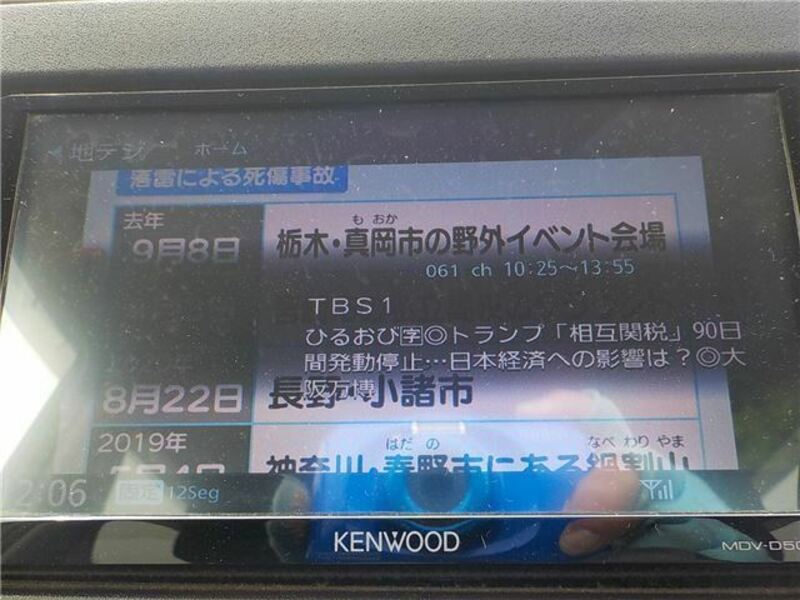 地デジ ホーム
落雷による死傷事故
去年
9月8日
もおか
栃木・真岡市の野外イベント会場
061 ch 10:25～13:55
TBS1
ひるおび🈑◎トランプ「相互関税」90日
間発動停止…日本経済への影響は？◎大
阪万博
8月22日
長野・小諸市
2019年
はだ の なべ わり やま
神奈川・秦野市にある鍋割山
2:06 固定 12Seg
KENWOOD
MDV-D50